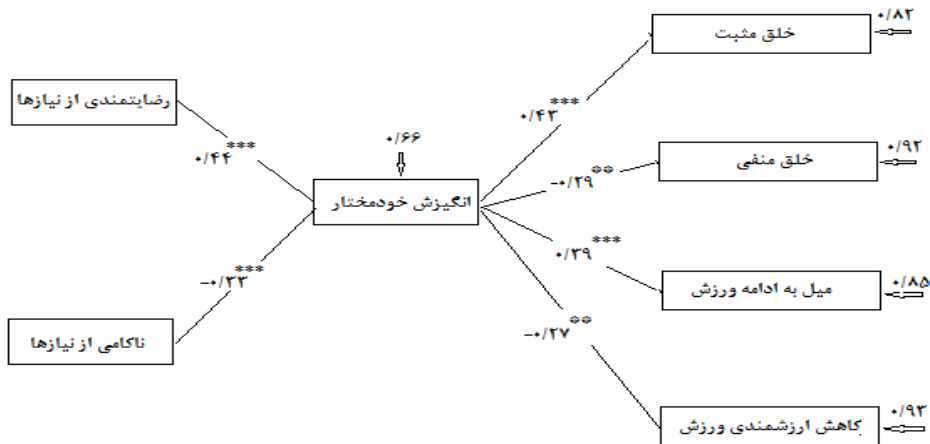 خلق مثبت
۰/۸۲
رضایتمندی از نیازها
۰/۴۴***
۰/۴۳***
۰/۶۶
خلق منفی
۰/۹۲
-۰/۲۹**
انگیزش خودمختار
۰/۳۹***
-۰/۳۳***
میل به ادامه ورزش
۰/۸۵
ناکامی از نیازها
-۰/۲۷**
کاهش ارزشمندی ورزش
۰/۹۳